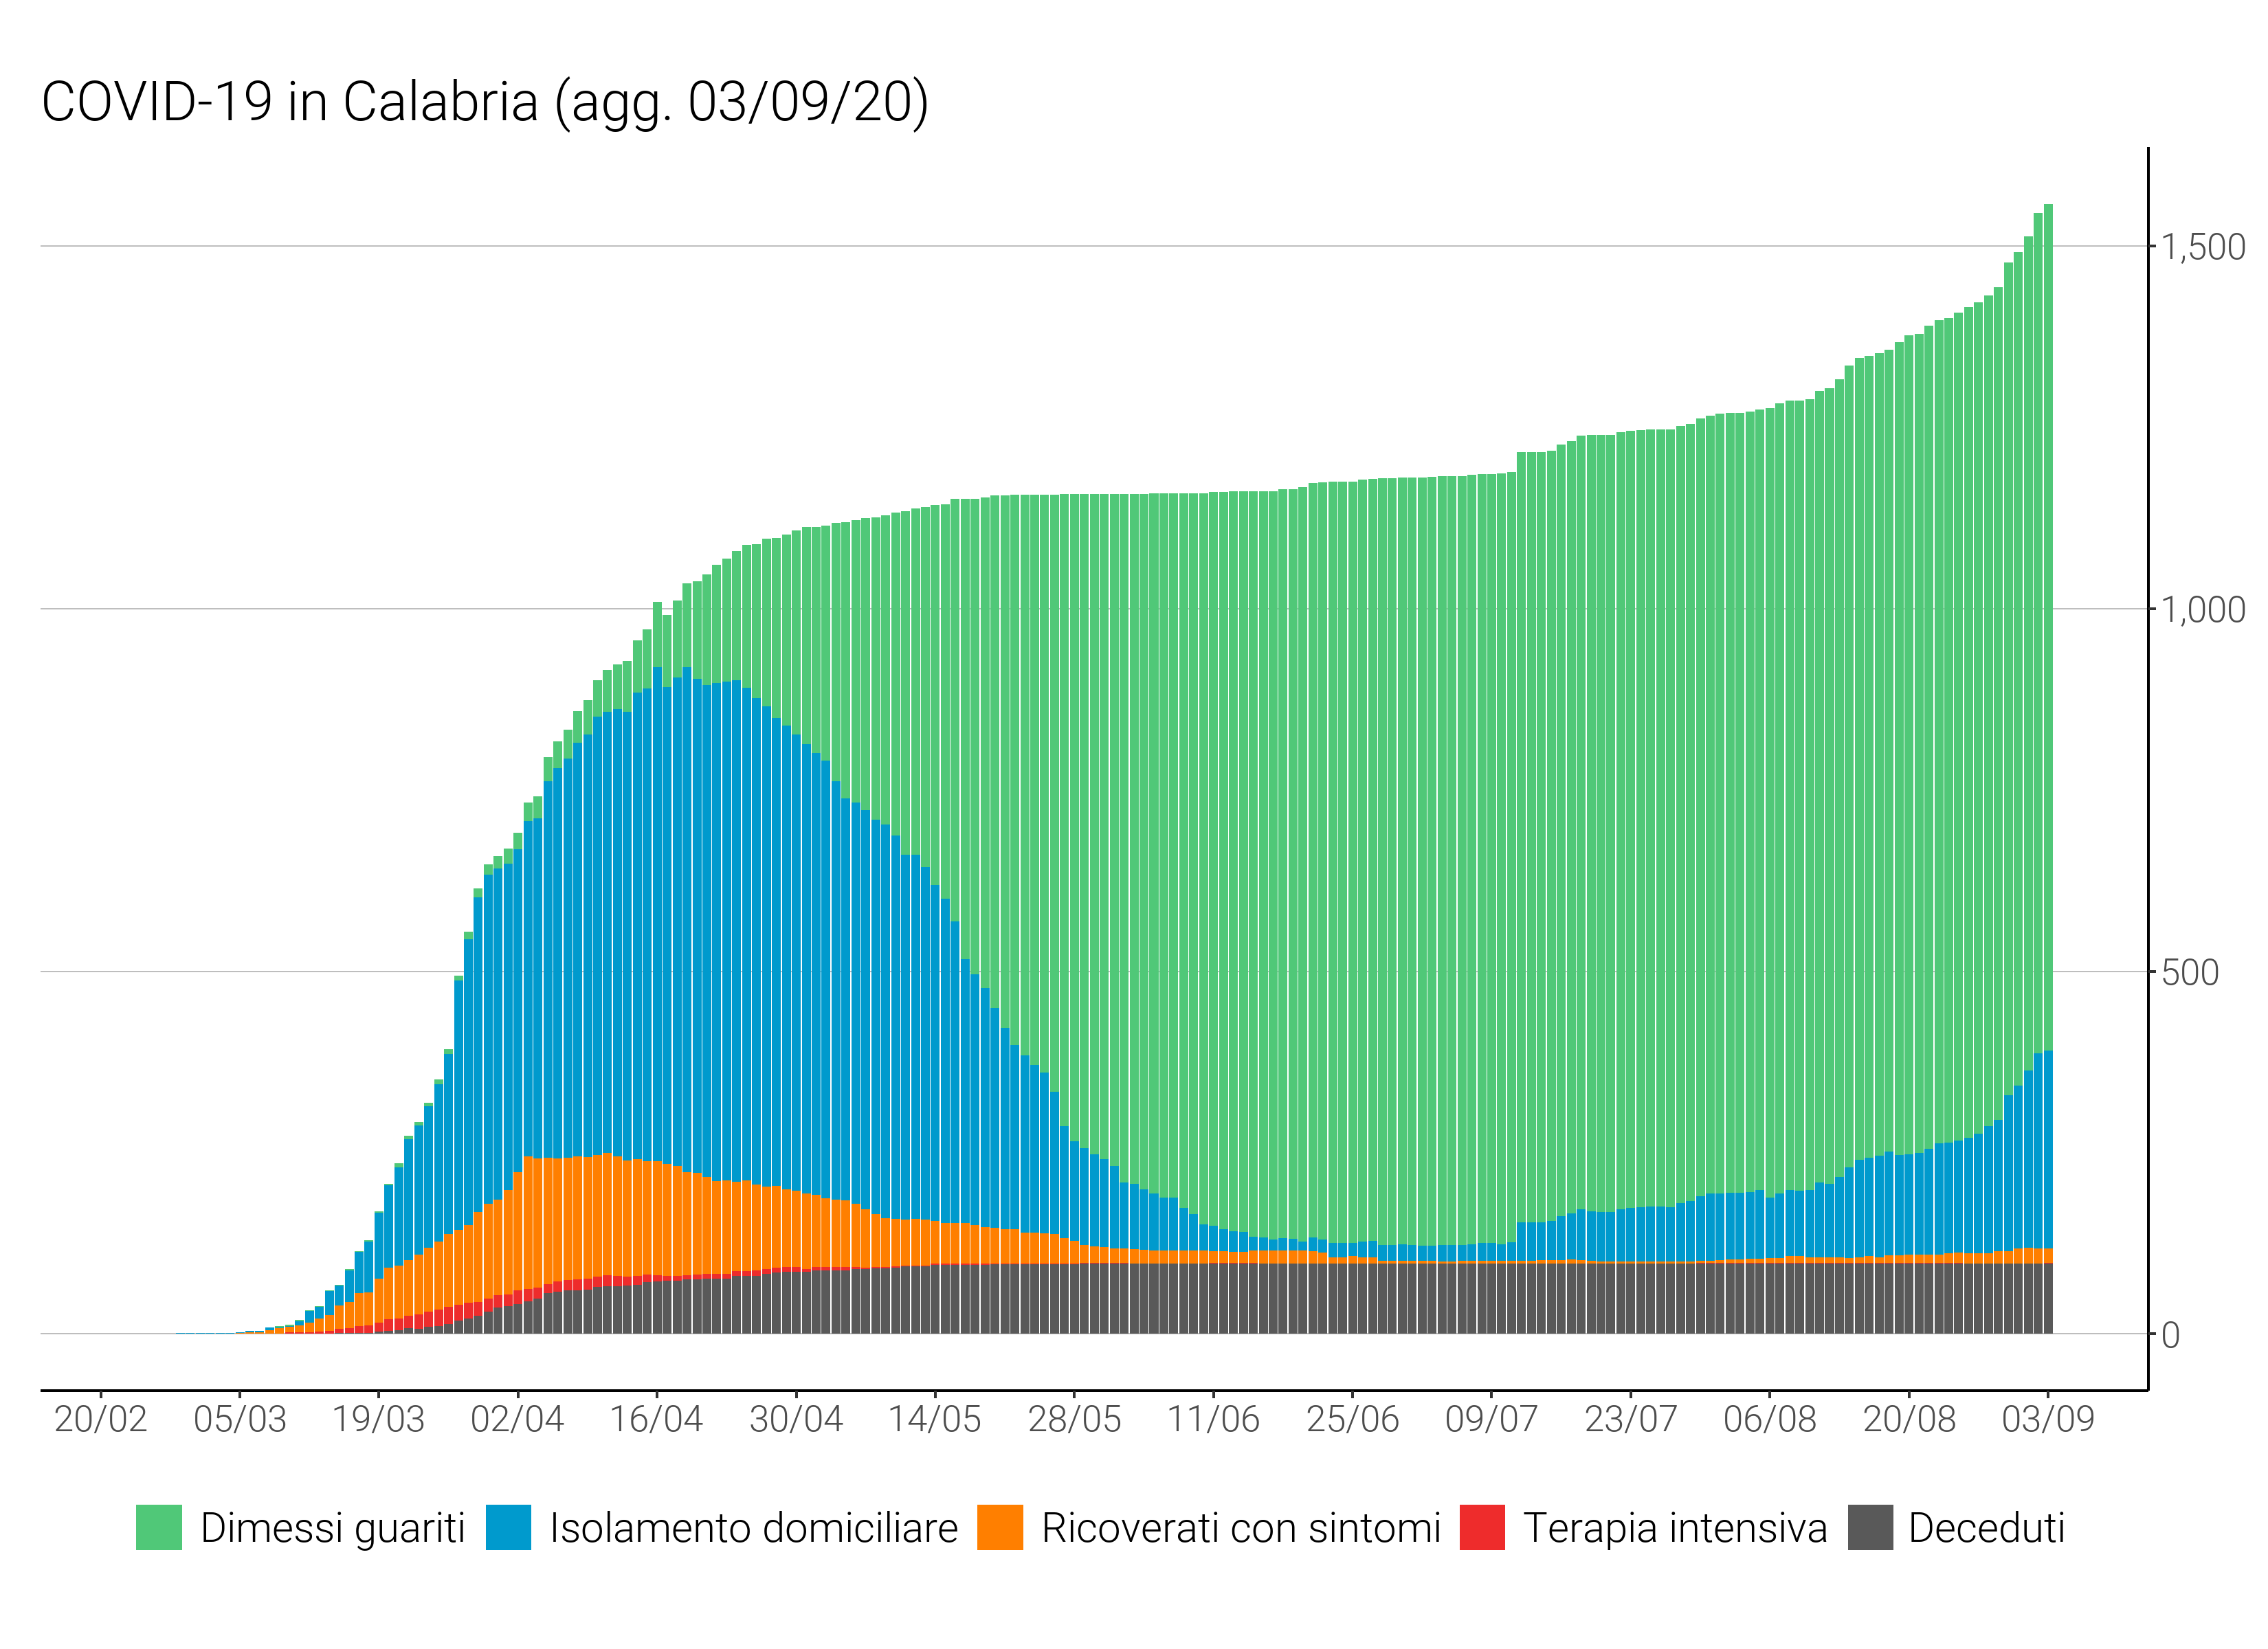 COVID-19 in Calabria (agg. 03/09/20)
1,500
1,000
500
0
20/02 05/03 19/03 02/04 16/04 30/04 14/05 28/05 11/06 25/06 09/07 23/07 06/08 20/08 03/09
Dimessi guariti Isolamento domiciliare Ricoverati con sintomi Terapia intensiva Deceduti